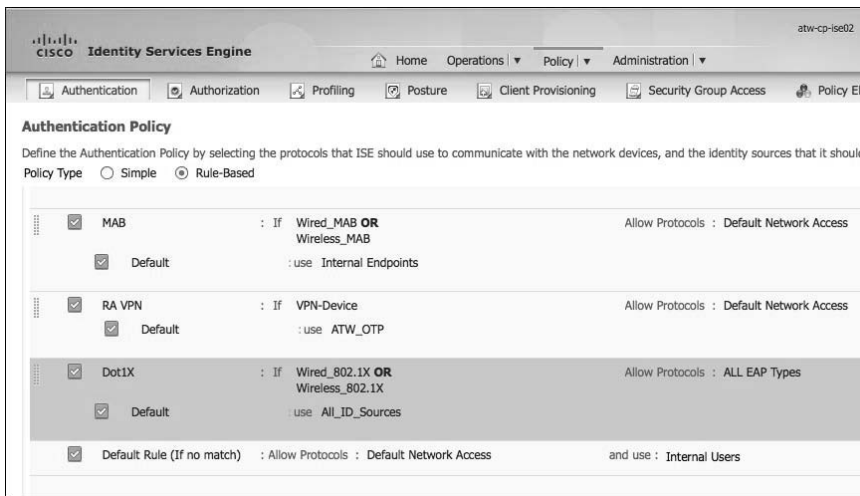 atw-cp-ise02
CISCO Identity Services Engine
Home Operations Policy Administration
Authentication Authorization Profiling Posture Client Provisioning Security Group Access Policy El
Authentication Policy
Define the Authentication Policy by selecting the protocols that ISE should use to communicate with the network devices, and the identity sources that it shoul
Policy Type Simple Rule-Based
MAB : If Wired_MAB OR Allow Protocols : Default Network Access
Wireless_MAB
Default : use Internal Endpoints
RA VPN : If VPN-Device Allow Protocols : Default Network Access
Default : use ATW_OTP
Dot1X : If Wired_802.1X OR Allow Protocols : ALL EAP Types
Wireless_802.1X
Default use All_ID_Sources
Default Rule (If no match) : Allow Protocols : Default Network Access and use : Internal Users